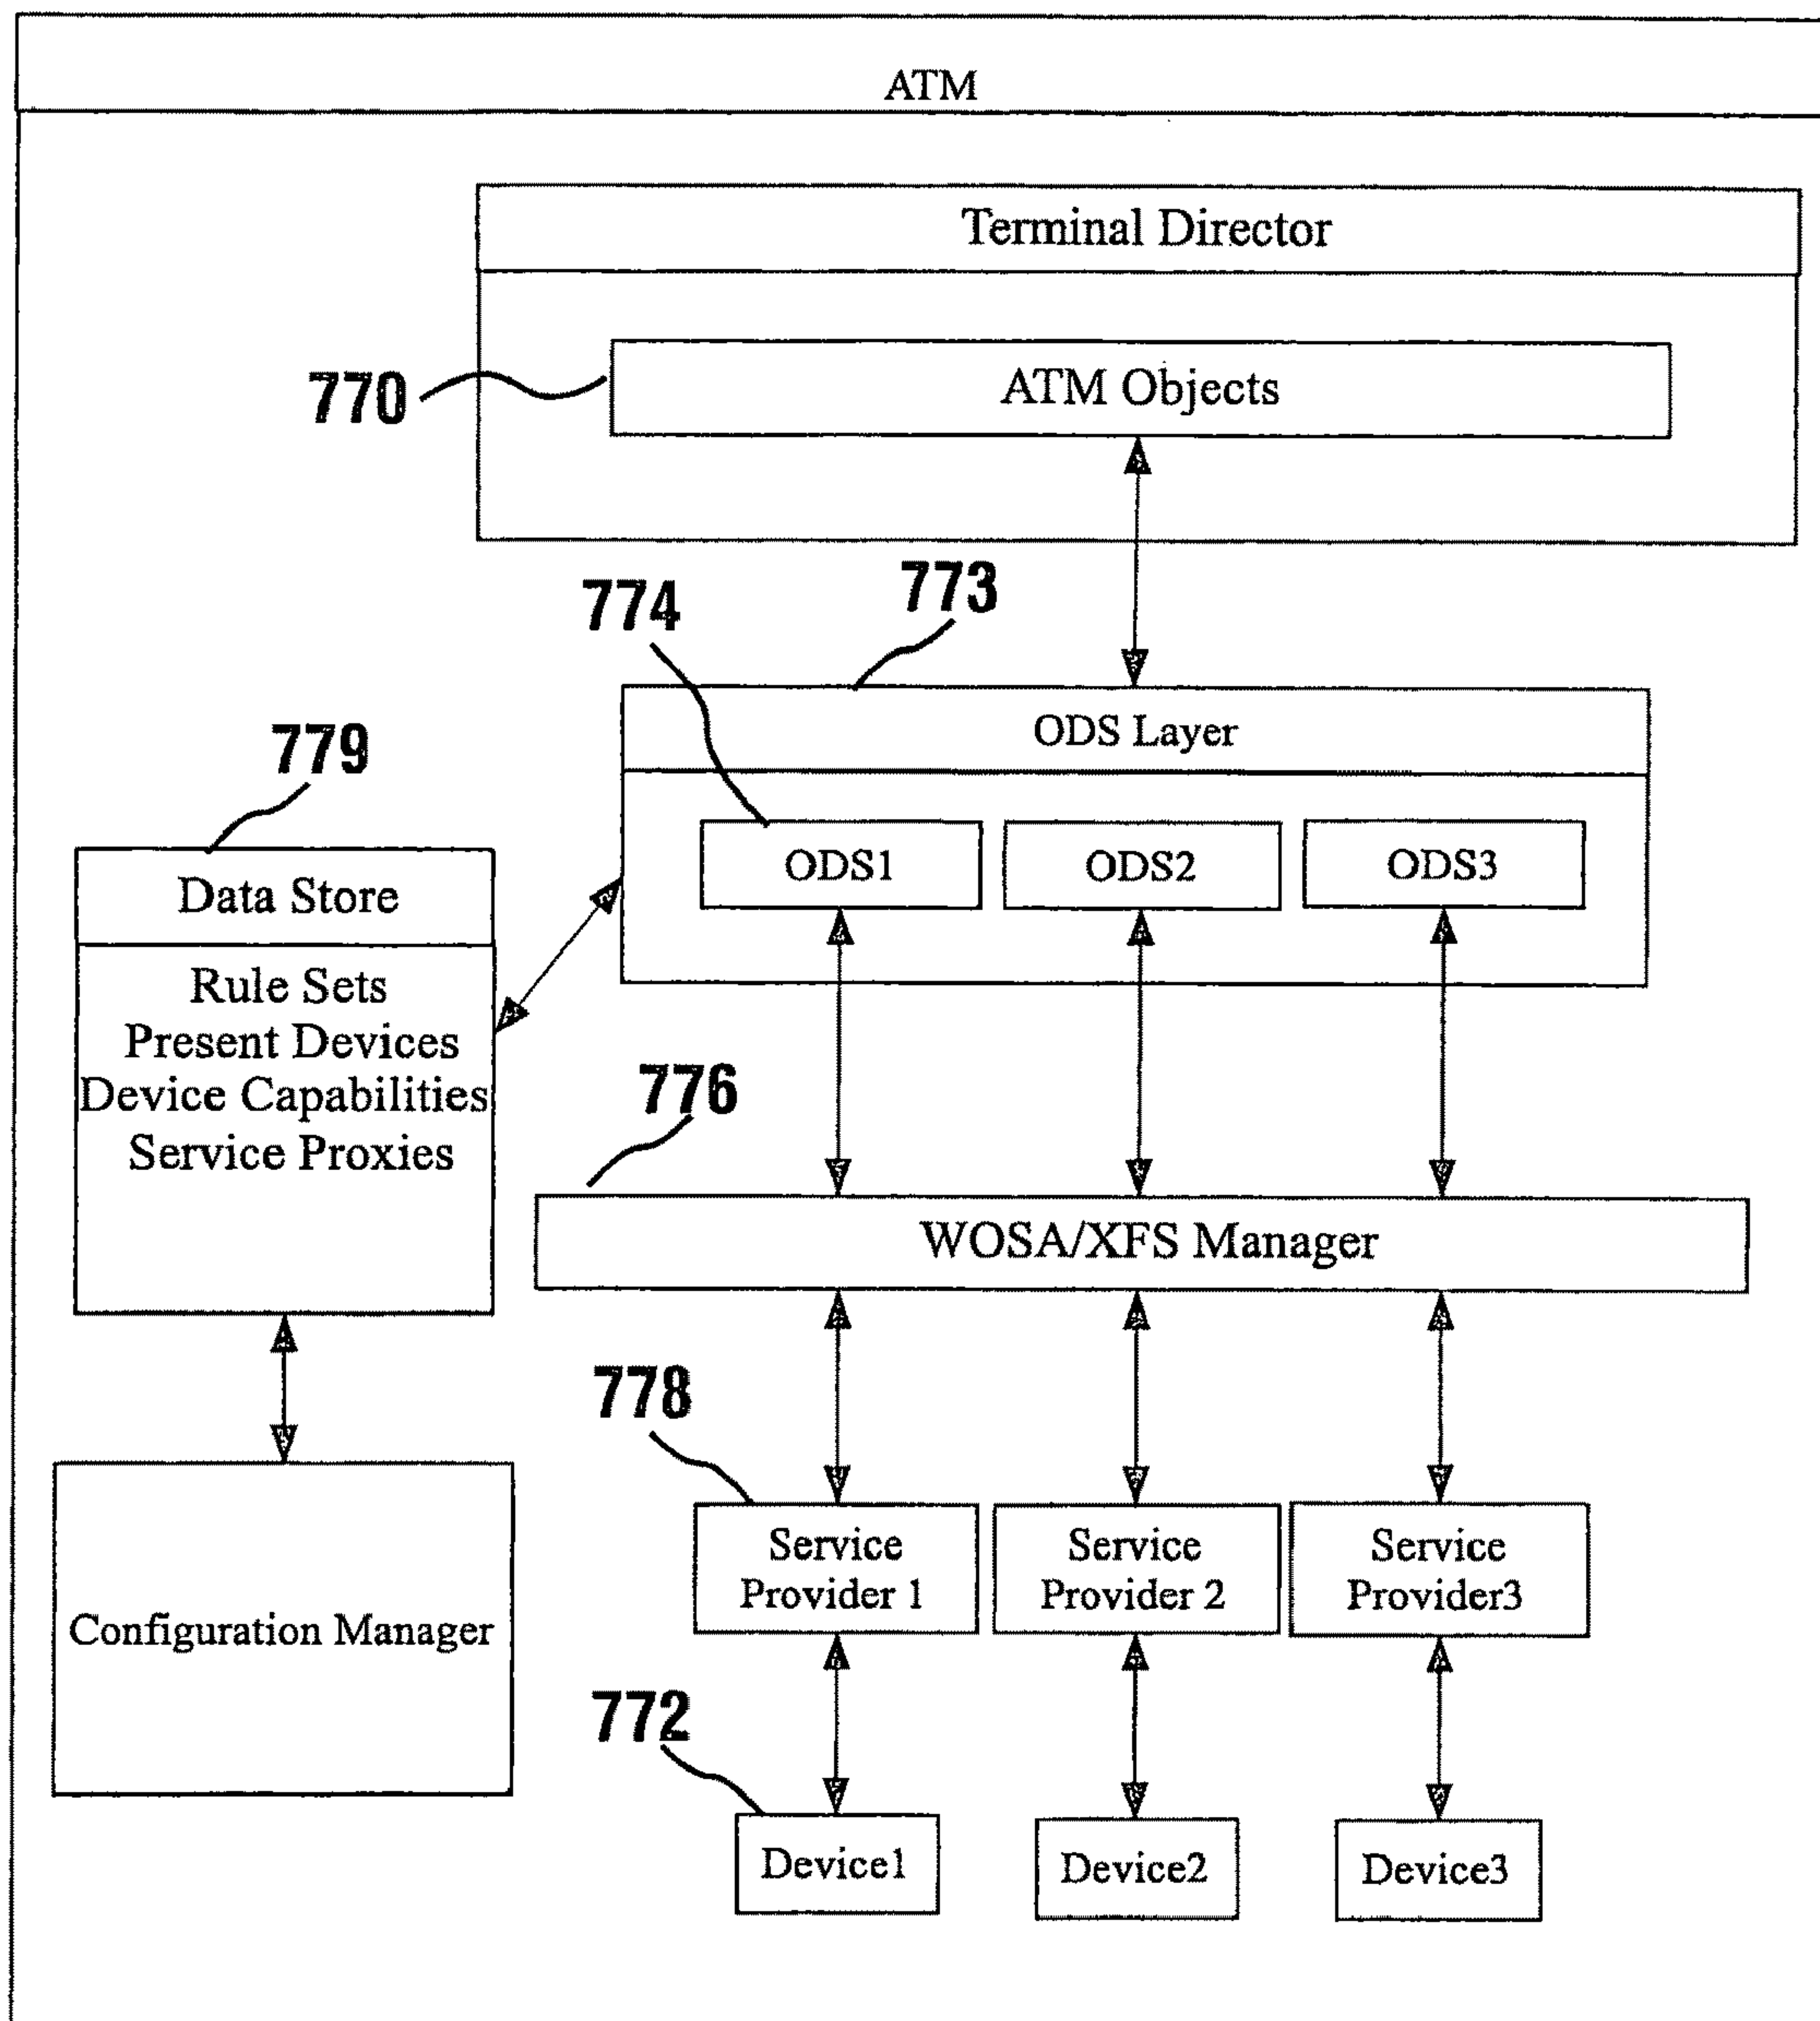 ATM
Terminal Director
770
ATM Objects
773
774
ODS Layer
779
ODS1
ODS2
ODS3
Data Store
Rule Sets
Present Devices
Device Capabilities
Service Proxies
776
WOSA/XFS Manager
778
Service
Provider 1
Service
Provider 2
Service
Provider3
Configuration Manager
772
Device1
Device2
Device3